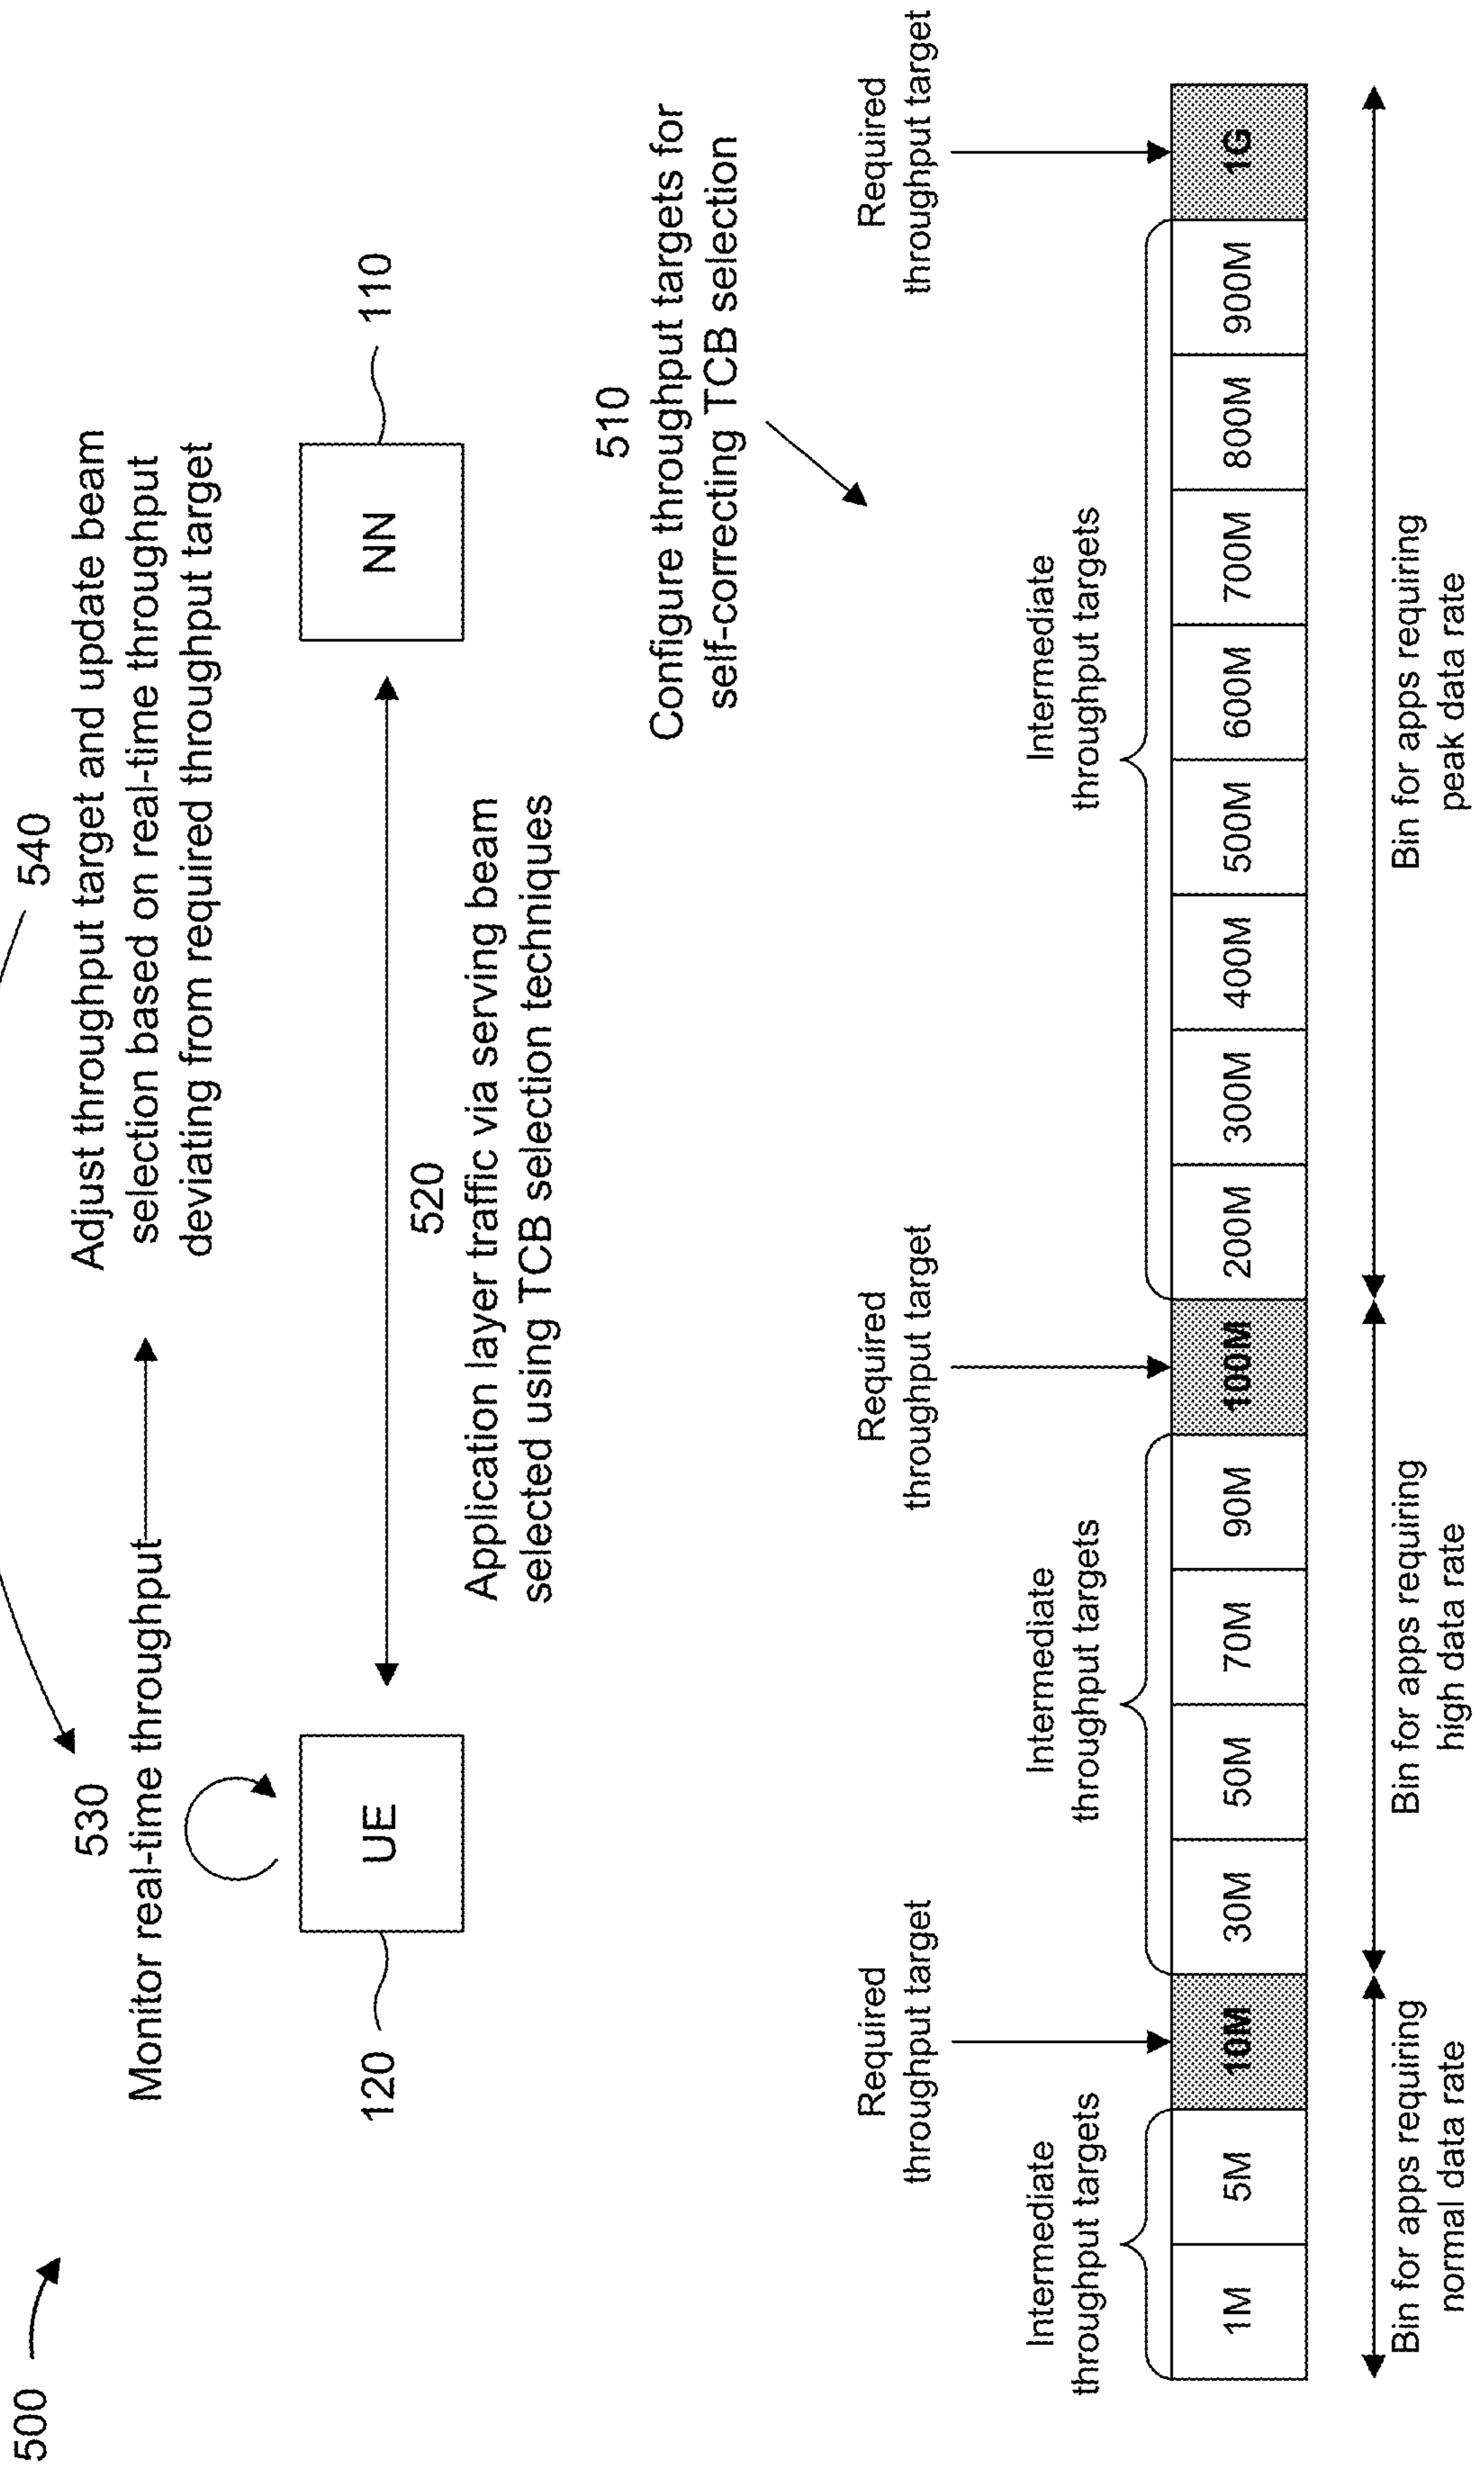 500
540
Adjust throughput target and update beam
selection based on real-time throughput
deviating from required throughput target
530
Monitor real-time throughput
120
UE
NN
110
520
Application layer traffic via serving beam
selected using TCB selection techniques
510
Configure throughput targets for
self-correcting TCB selection
Required
throughput target
Required
throughput target
Required
throughput target
Intermediate
throughput targets
Intermediate
throughput targets
Intermediate
throughput targets
1M
5M
10M
30M
50M
70M
90M
100M
200M
300M
400M
500M
600M
700M
800M
900M
1G
Bin for apps requiring
normal data rate
Bin for apps requiring
high data rate
Bin for apps requiring
peak data rate